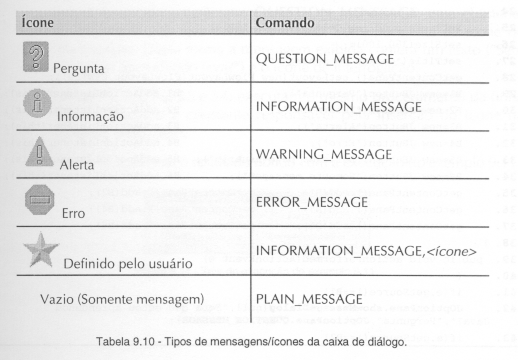 Ícone Comando
Pergunta QUESTION_MESSAGE
Informação INFORMATION_MESSAGE
Alerta WARNING_MESSAGE
Erro ERROR_MESSAGE
Definido pelo usuário INFORMATION_MESSAGE,<ícone>
Vazio (Somente mensagem) PLAIN_MESSAGE
Tabela 9.10 - Tipos de mensagens/ícones da caixa de diálogo.